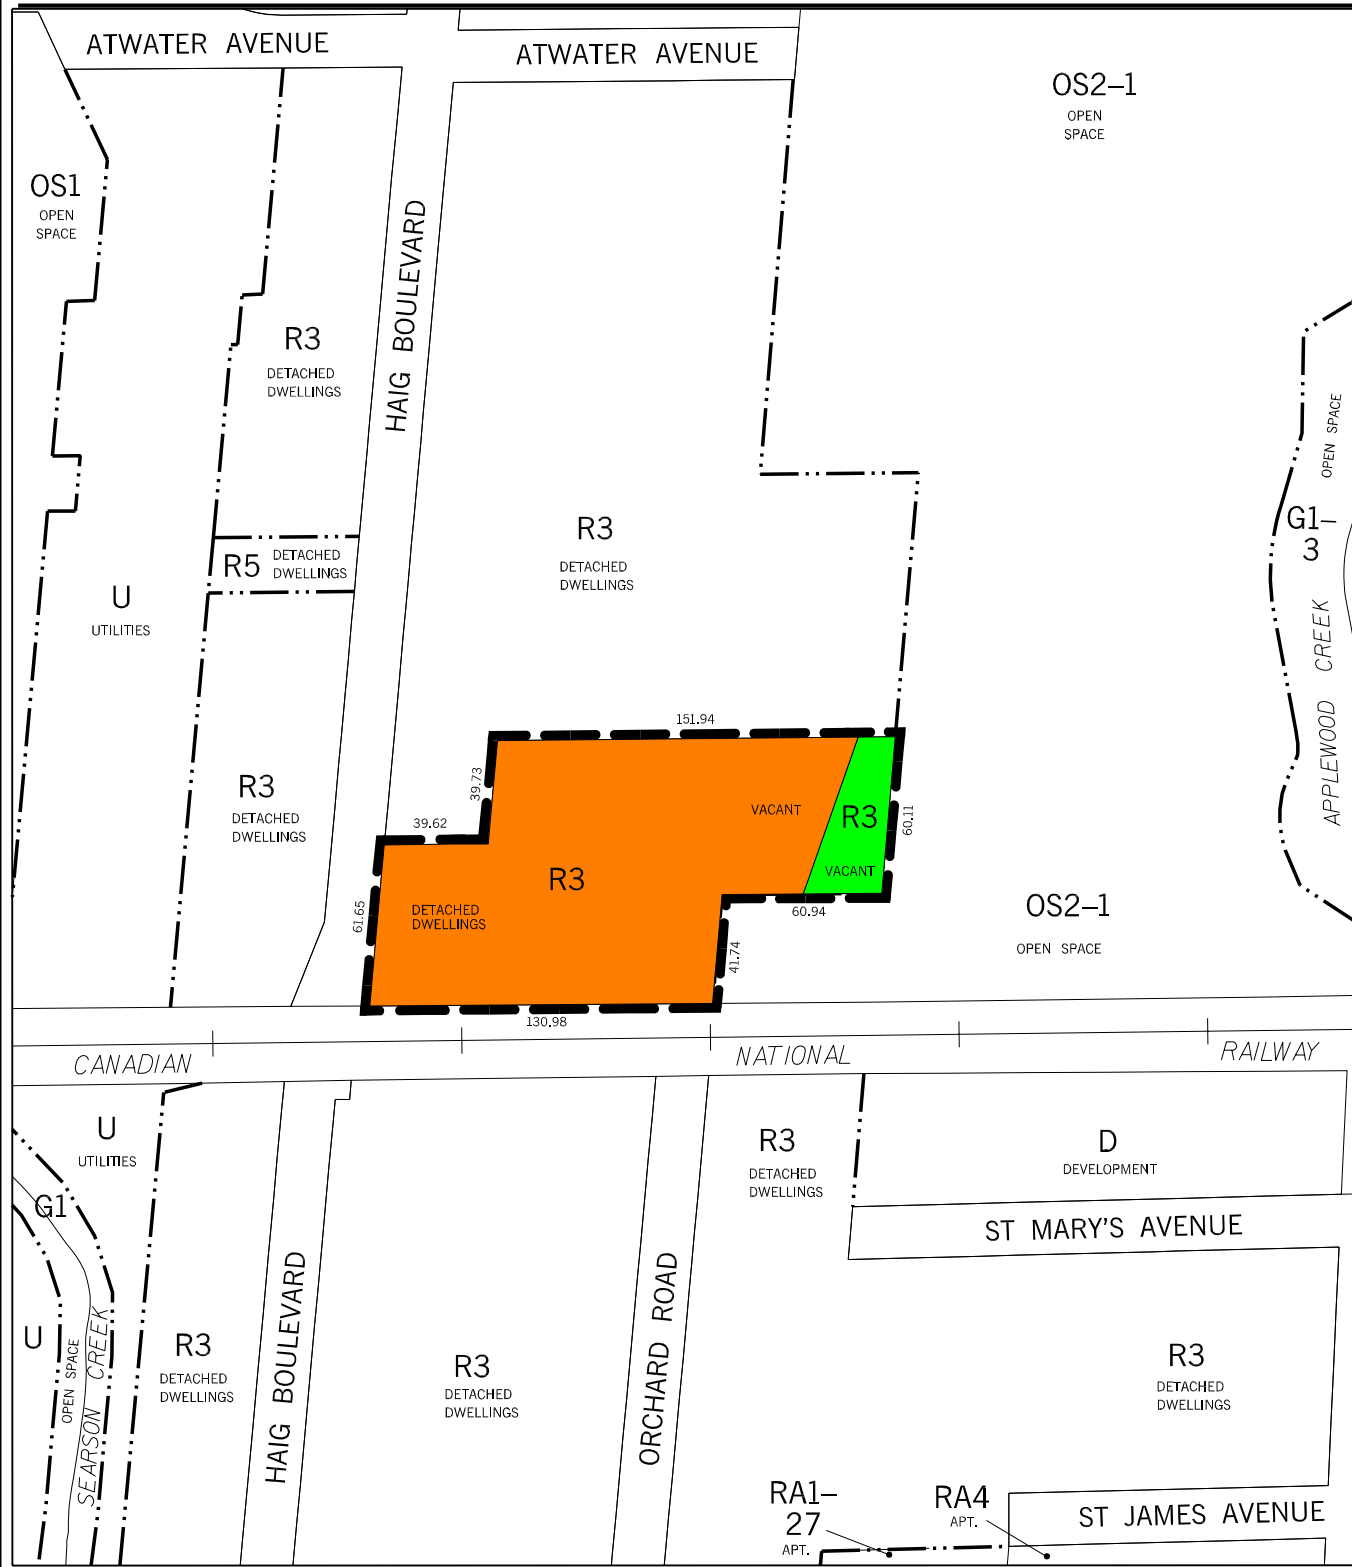 ATWATER AVENUE
ATWATER AVENUE
OS2–1
OPEN
SPACE
OS1
OPEN
SPACE
HAIG BOULEVARD
R3
DETACHED
DWELLINGS
OPEN SPACE
G1–
3
R3
DETACHED
DWELLINGS
R5
DETACHED
DWELLINGS
U
UTILITIES
APPLEWOOD CREEK
151.94
39.73
R3
DETACHED
DWELLINGS
39.62
VACANT
R3
VACANT
60.11
R3
DETACHED
DWELLINGS
61.65
60.94
41.74
OS2–1
OPEN SPACE
130.98
CANADIAN NATIONAL RAILWAY
U
UTILITIES
R3
DETACHED
DWELLINGS
D
DEVELOPMENT
G1
ST MARY'S AVENUE
U
OPEN SPACE
SEARSON CREEK
R3
DETACHED
DWELLINGS
HAIG BOULEVARD
R3
DETACHED
DWELLINGS
ORCHARD ROAD
R3
DETACHED
DWELLINGS
RA1–
27
APT.
RA4
APT.
ST JAMES AVENUE